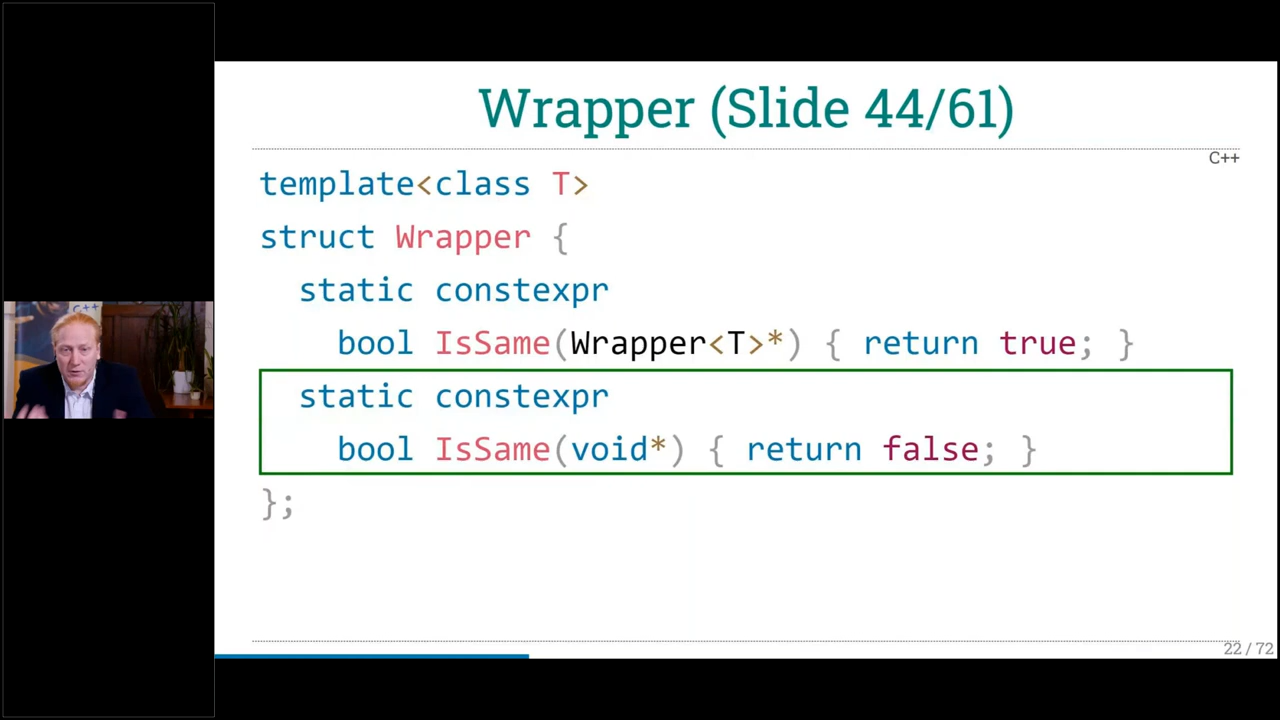 Wrapper (Slide 44/61)
C++
template<class T>
struct Wrapper {
static constexpr
bool IsSame(Wrapper<T>*) { return true; }
static constexpr
bool IsSame(void*) { return false; }
};
22 / 72
C++